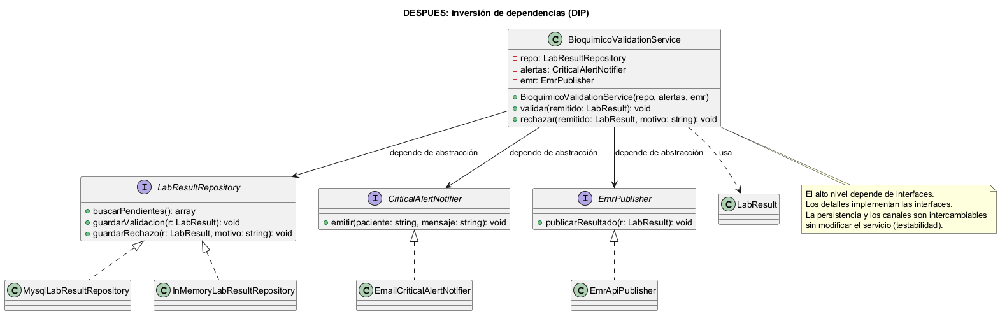 DESPUES: inversión de dependencias (DIP)
C BioquimicoValidationService
repo: LabResultRepository
alertas: CriticalAlertNotifier
emr: EmrPublisher
BioquimicoValidationService(repo, alertas, emr)
validar(remitido: LabResult): void
rechazar(remitido: LabResult, motivo: string): void
depende de abstracción
depende de abstracción
depende de abstracción
usa
I LabResultRepository
buscarPendientes(): array
guardarValidacion(r: LabResult): void
guardarRechazo(r: LabResult, motivo: string): void
I CriticalAlertNotifier
emitir(paciente: string, mensaje: string): void
I EmrPublisher
publicarResultado(r: LabResult): void
C LabResult
El alto nivel depende de interfaces.
Los detalles implementan las interfaces.
La persistencia y los canales son intercambiables
sin modificar el servicio (testabilidad).
C MysqlLabResultRepository
C InMemoryLabResultRepository
C EmailCriticalAlertNotifier
C EmrApiPublisher